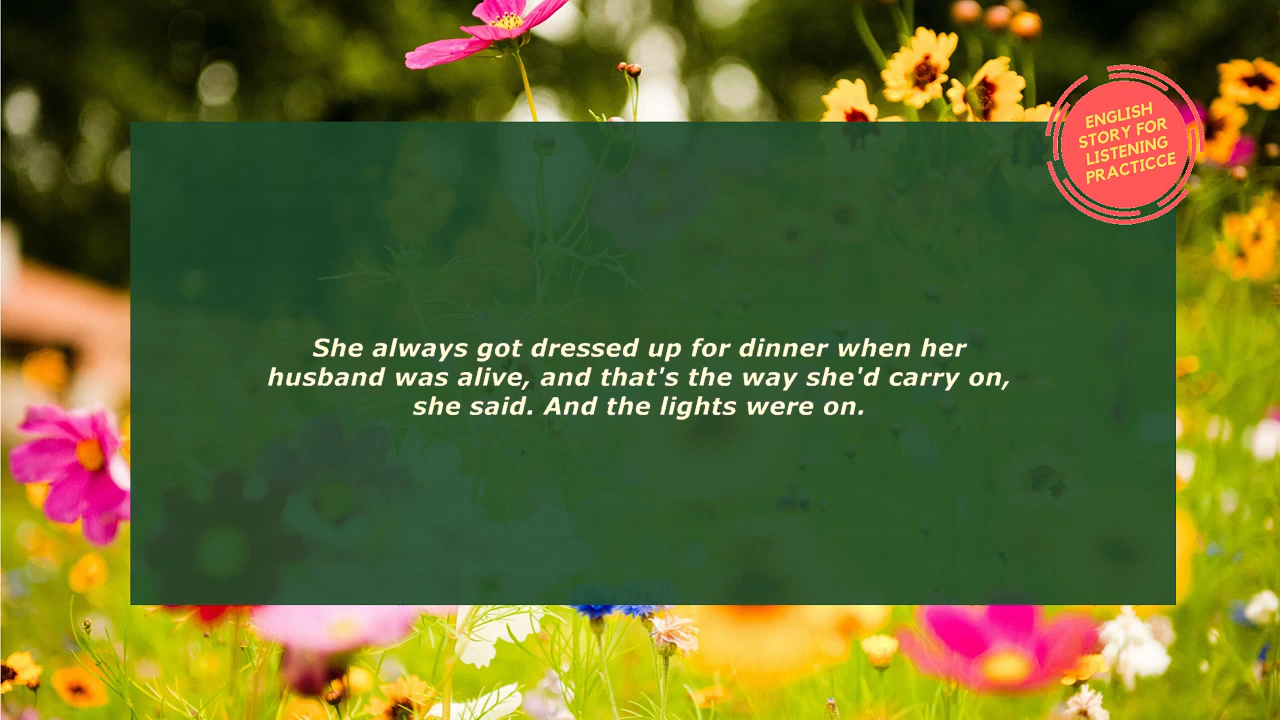 ENGLISH
STORY FOR
LISTENING
PRACTICCE
She always got dressed up for dinner when her
husband was alive, and that's the way she'd carry on,
she said. And the lights were on.